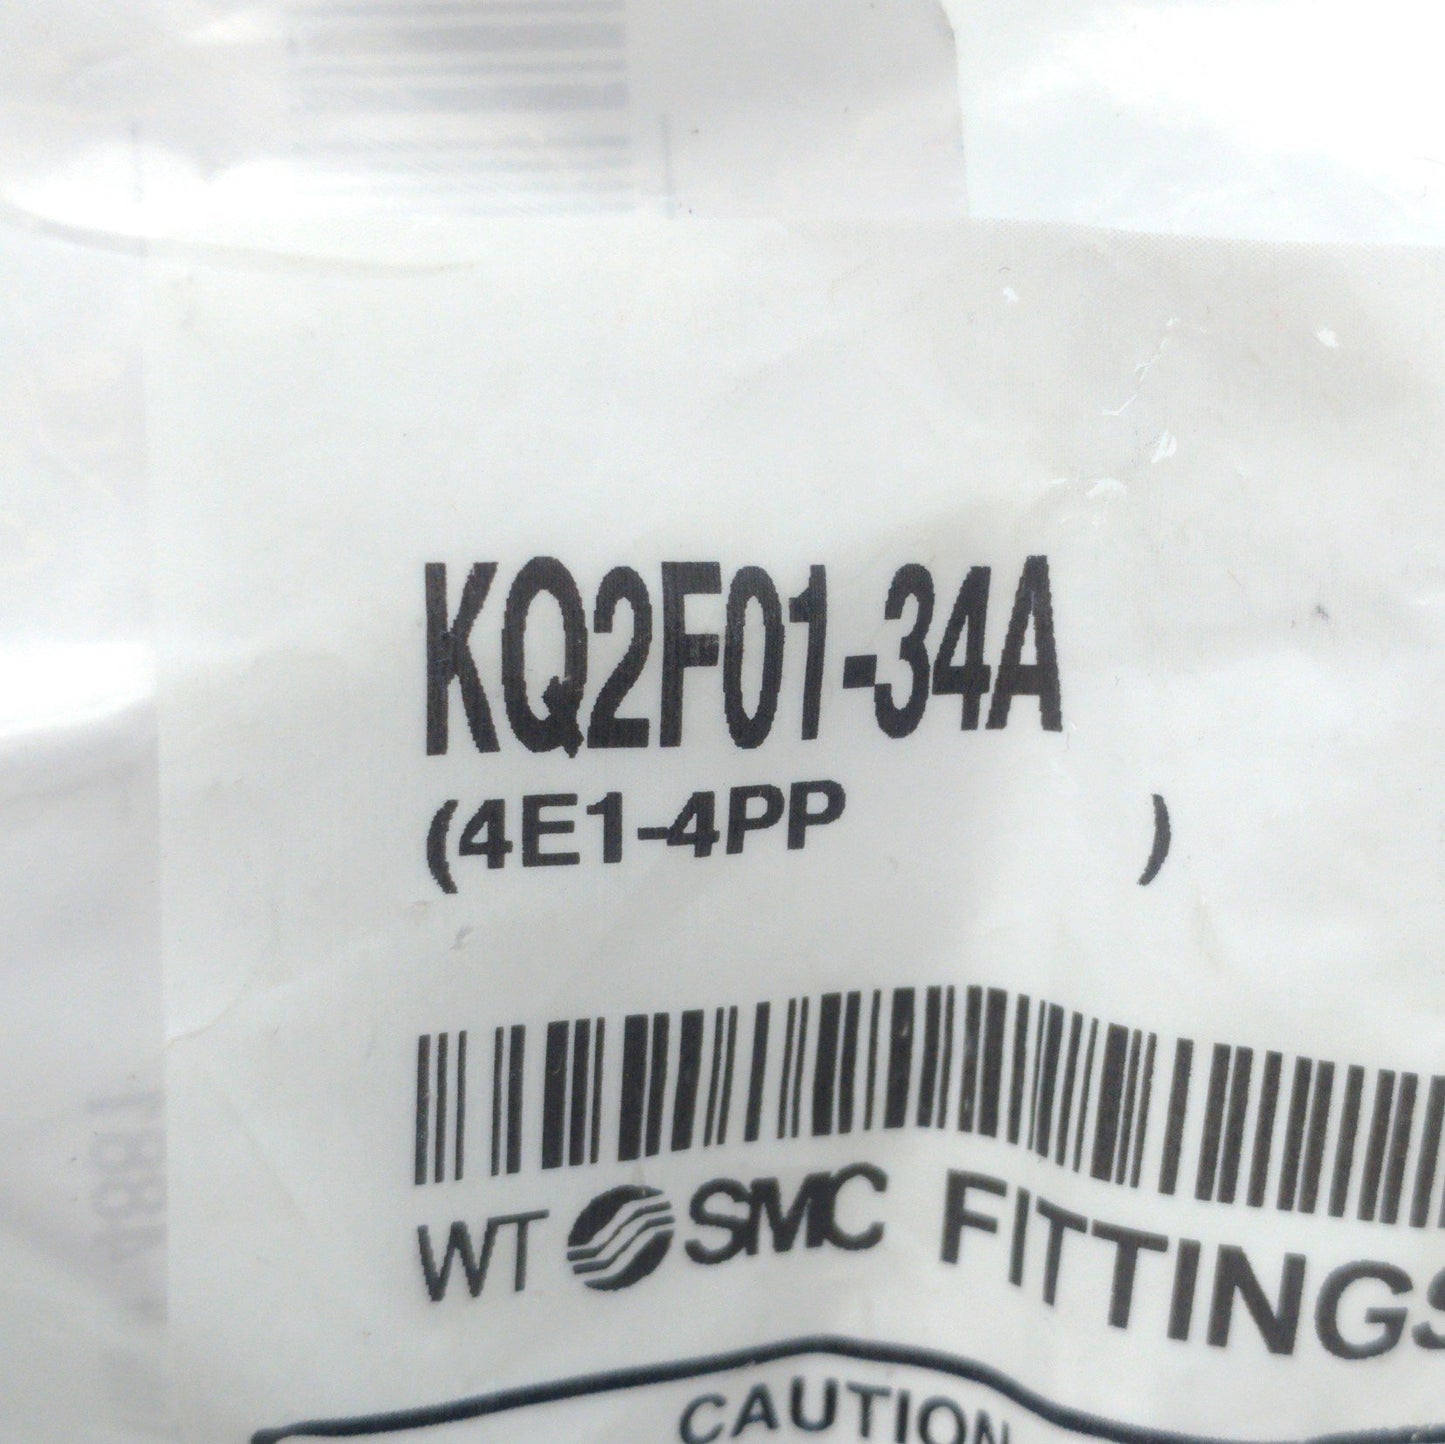 KQ2F01-34A
(4E1-4PP )
WT SMC FITTINGS
CAUTION